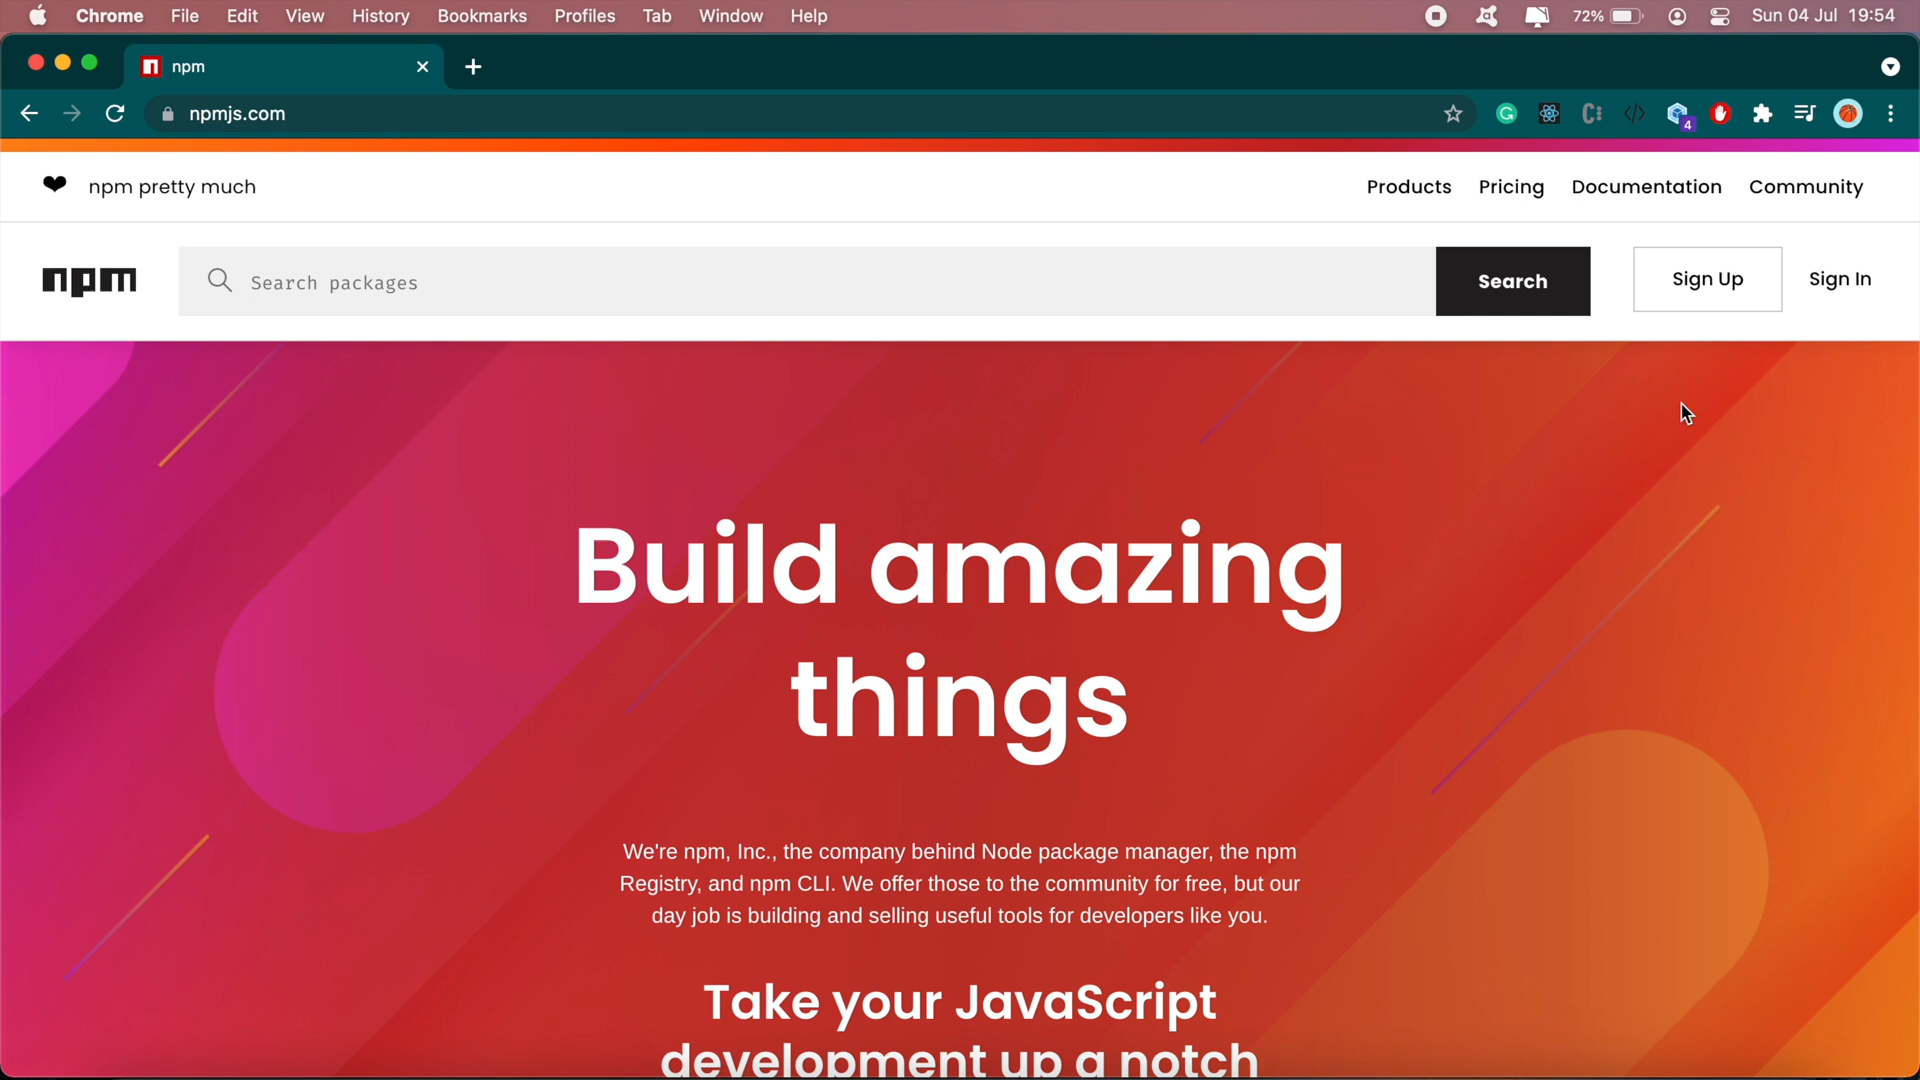 Chrome File Edit View History Bookmarks Profiles Tab Window Help 72% Sun 04 Jul 19:54
npm
npmjs.com 4
npm pretty much Products Pricing Documentation Community
npm Search packages Search Sign Up Sign In
Build amazing
things
We're npm, Inc., the company behind Node package manager, the npm
Registry, and npm CLI. We offer those to the community for free, but our
day job is building and selling useful tools for developers like you.
Take your JavaScript
development up a notch